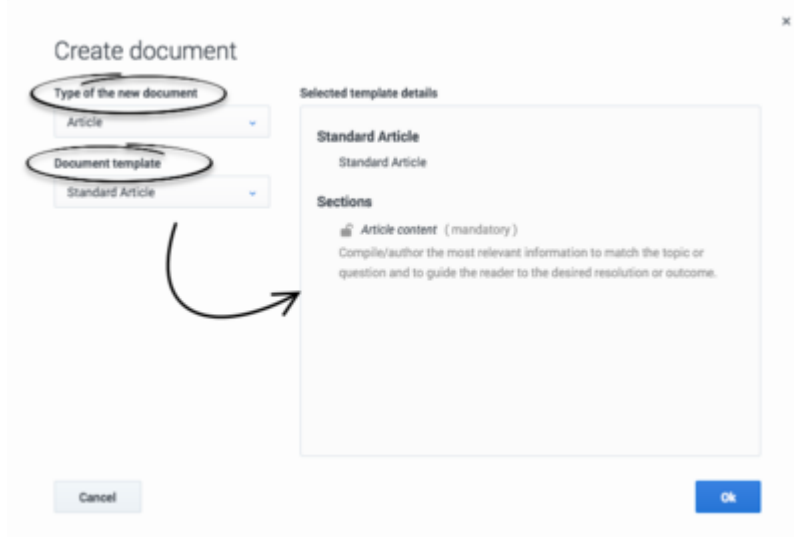 ×
Create document
Type of the new document
Article
Document template
Standard Article
Selected template details
Standard Article
Standard Article
Sections
Article content ( mandatory )
Compile/author the most relevant information to match the topic or
question and to guide the reader to the desired resolution or outcome.
Cancel
Ok